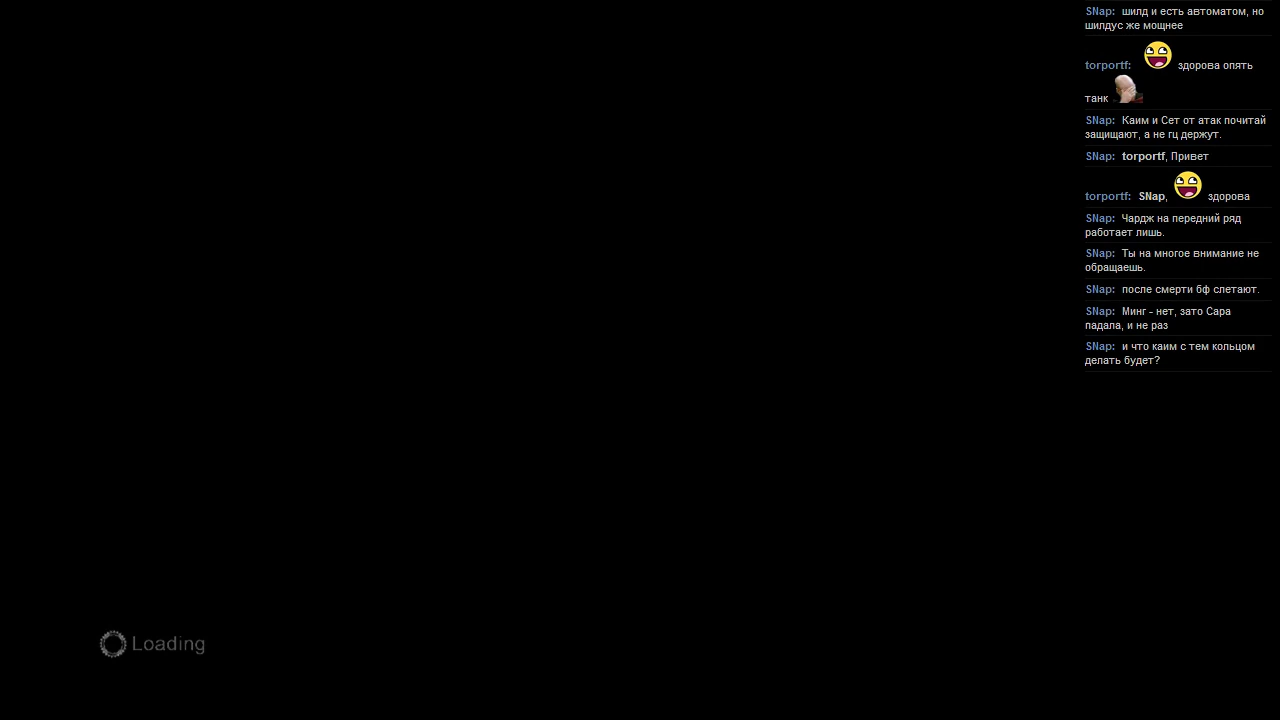 SNap: шилд и есть автоматом, но
шилдус же мощнее
torportf: здорова опять
танк
SNap: Каим и Сет от атак почитай
защищают, а не гц держут.
SNap: torportf, Привет
torportf: SNap, здорова
SNap: Чардж на передний ряд
работает лишь.
SNap: Ты на многое внимание не
обращаешь.
SNap: после смерти бф слетают.
SNap: Минг - нет, зато Сара
падала, и не раз
SNap: и что каим с тем кольцом
делать будет?
Loading